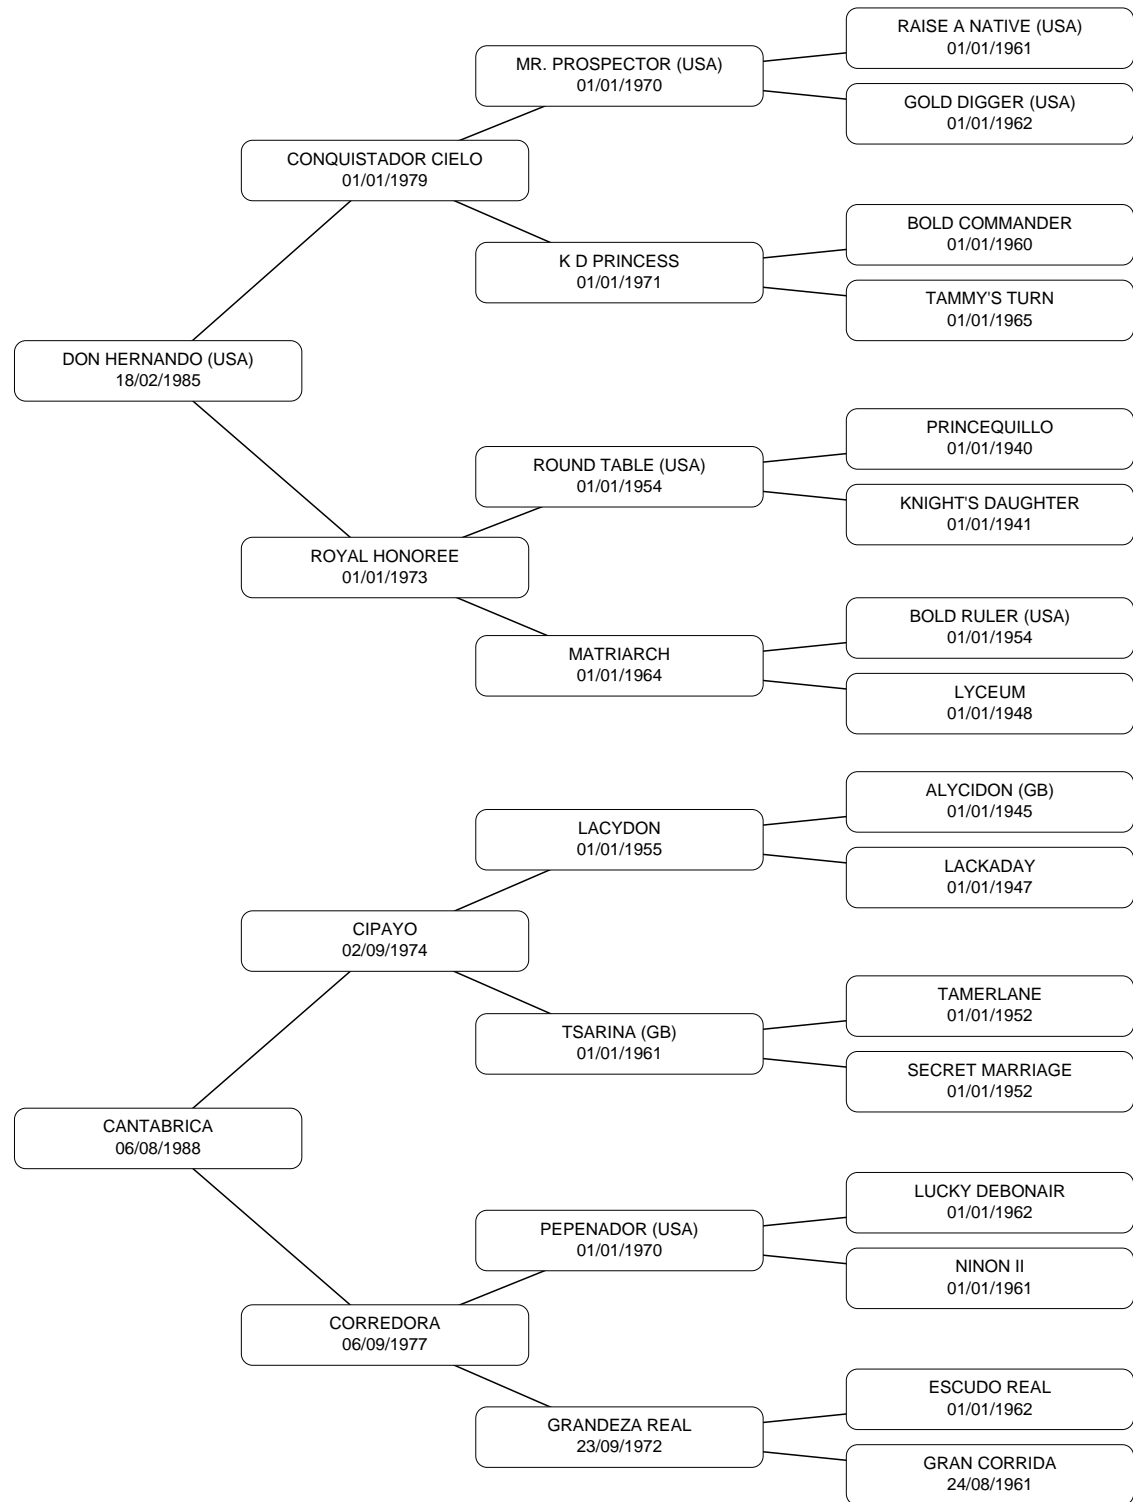 RAISE A NATIVE (USA)
01/01/1961
MR. PROSPECTOR (USA)
01/01/1970
GOLD DIGGER (USA)
01/01/1962
CONQUISTADOR CIELO
01/01/1979
BOLD COMMANDER
01/01/1960
K D PRINCESS
01/01/1971
TAMMY'S TURN
01/01/1965
DON HERNANDO (USA)
18/02/1985
PRINCEQUILLO
01/01/1940
ROUND TABLE (USA)
01/01/1954
KNIGHT'S DAUGHTER
01/01/1941
ROYAL HONOREE
01/01/1973
BOLD RULER (USA)
01/01/1954
MATRIARCH
01/01/1964
LYCEUM
01/01/1948
ALYCIDON (GB)
01/01/1945
LACYDON
01/01/1955
LACKADAY
01/01/1947
CIPAYO
02/09/1974
TAMERLANE
01/01/1952
TSARINA (GB)
01/01/1961
SECRET MARRIAGE
01/01/1952
CANTABRICA
06/08/1988
LUCKY DEBONAIR
01/01/1962
PEPENADOR (USA)
01/01/1970
NINON II
01/01/1961
CORREDORA
06/09/1977
ESCUDO REAL
01/01/1962
GRANDEZA REAL
23/09/1972
GRAN CORRIDA
24/08/1961